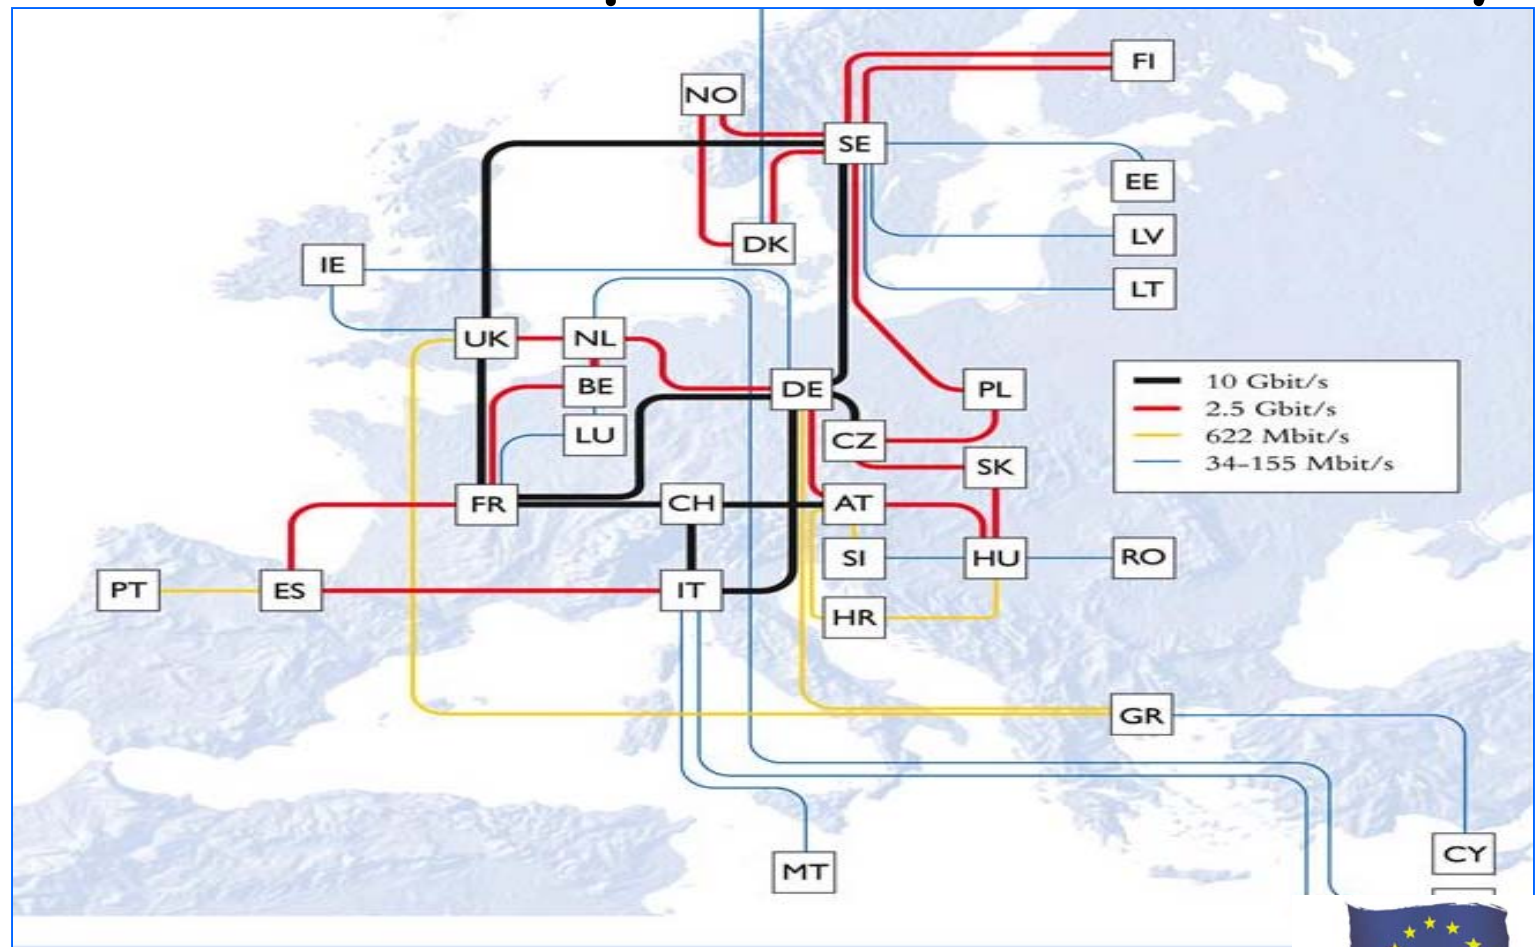 FI
NO
SE
EE
LV
DK
IE
LT
UK
NL
DE
PL
BE
10 Gbit/s
2.5 Gbit/s
622 Mbit/s
34-155 Mbit/s
LU
CZ
SK
FR
CH
AT
SI
HU
RO
PT
ES
IT
HR
GR
CY
MT